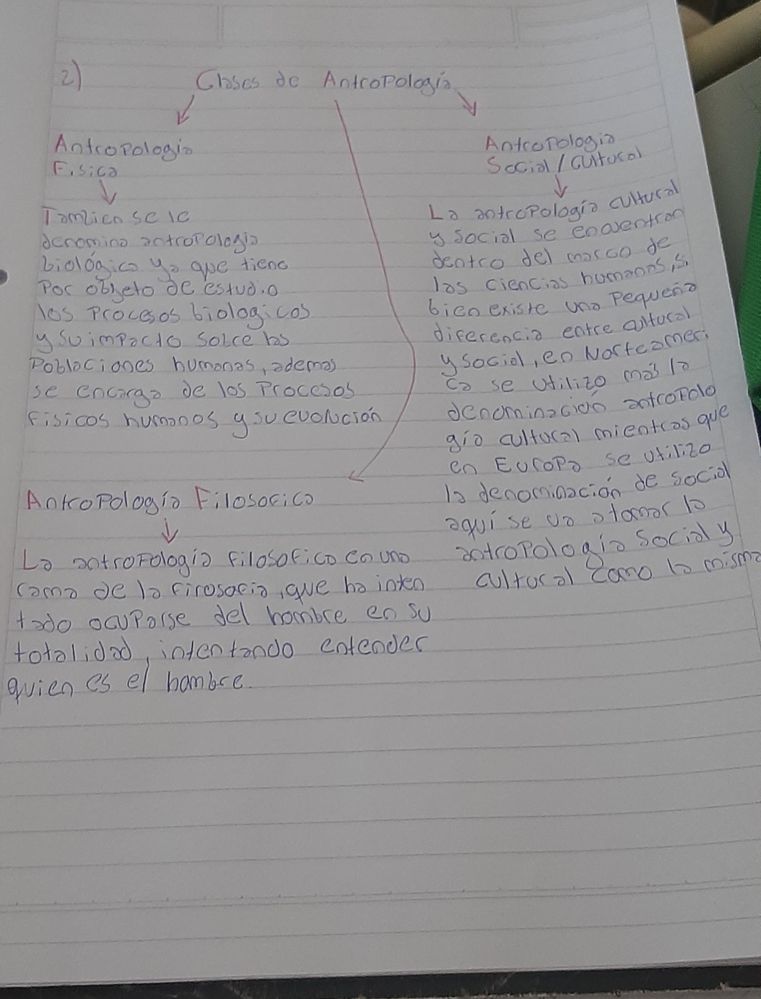 2) Clases de Antropología
Antropologia
Fisica
Tambien se le
denomina antropologia
biológica ya que tiene
Por objeto de estudio
los Procesos biologicos
y su impacto sobre las
Poblaciones humanas, ademas
se encarga de los Procesos
Fisicos humanos y su evolución
Antropologia
Social / Cultural
La antropología cultural
y social se encuentran
dentro del marco de
las ciencias humanas, si
bien existe una Pequeña
diferencia entre cultural
y social, en Norteameri
ca se utilizo más la
denominación antropolo
gía cultural mientras que
en Europa se utilizo
la denominación de social
aquí se va a tomar la
antropología Social y
cultural como la misma
Antropología Filosofica
La antropología filosofica en una
rama de la firosofia, que ha inten
tado ocuparse del hombre en su
totalidad, intentando entender
quien es el hombre.